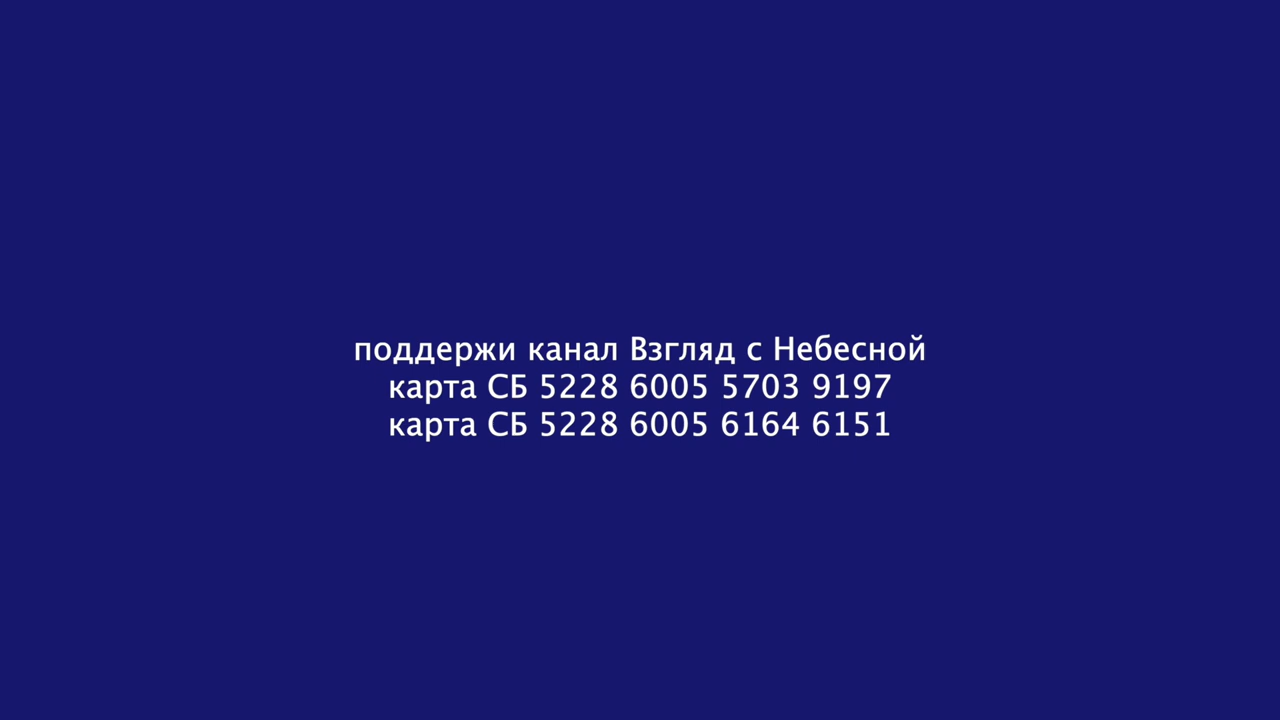 поддержи канал Взгляд с Небесной
карта СБ 5228 6005 5703 9197
карта СБ 5228 6005 6164 6151